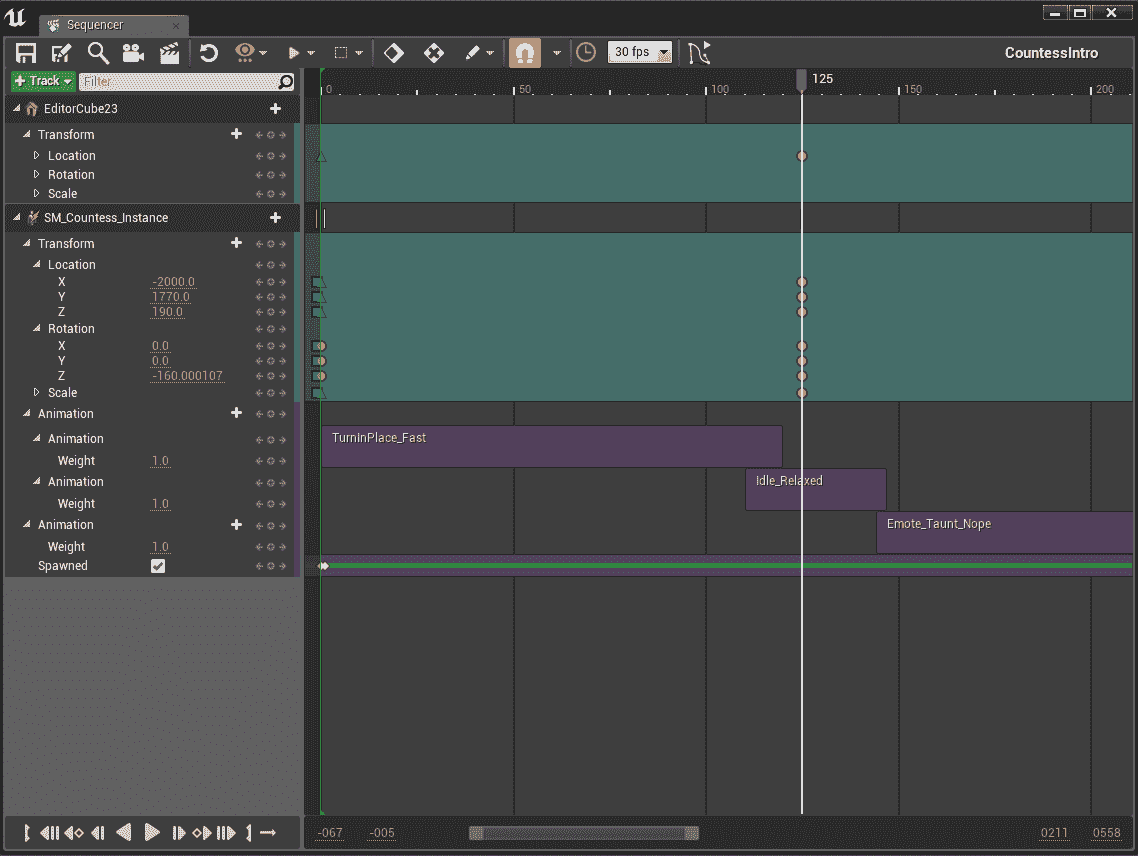 Sequencer
30 fps
CountessIntro
Track
Filter
125
0
50
100
150
200
EditorCube23
Transform
Location
Rotation
Scale
SM_Countess_Instance
Transform
Location
X -2000.0
Y 1770.0
Z 190.0
Rotation
X 0.0
Y 0.0
Z -160.000107
Scale
Animation
Animation
TurnInPlace_Fast
Weight 1.0
Animation
Idle_Relaxed
Weight 1.0
Animation
Emote_Taunt_Nope
Weight 1.0
Spawned
-067
-005
0211
0558